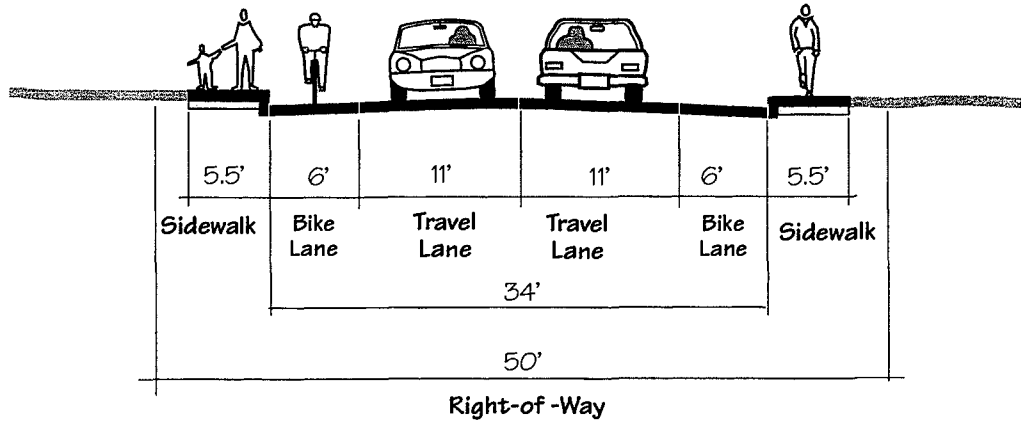 5.5' 6' 11' 11' 6' 5.5'
Sidewalk Bike Lane Travel Lane Travel Lane Bike Lane Sidewalk
34'
50'
Right-of -Way